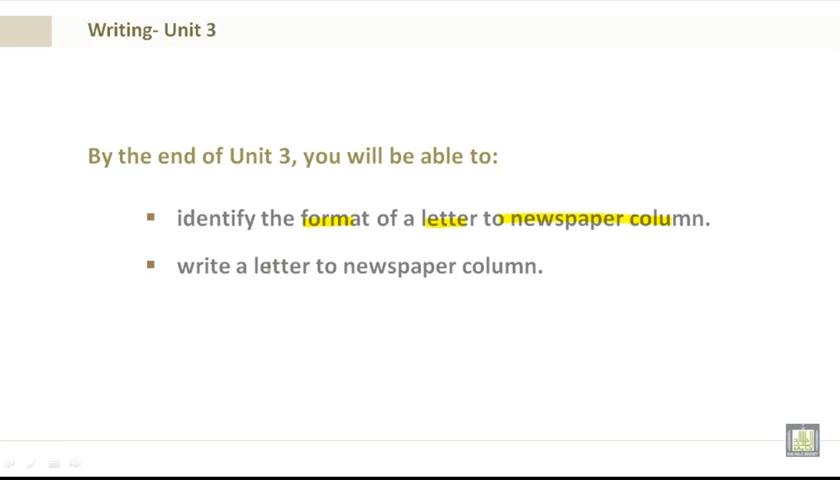 Writing- Unit 3
By the end of Unit 3, you will be able to:
▪ identify the format of a letter to newspaper column.
▪ write a letter to newspaper column.